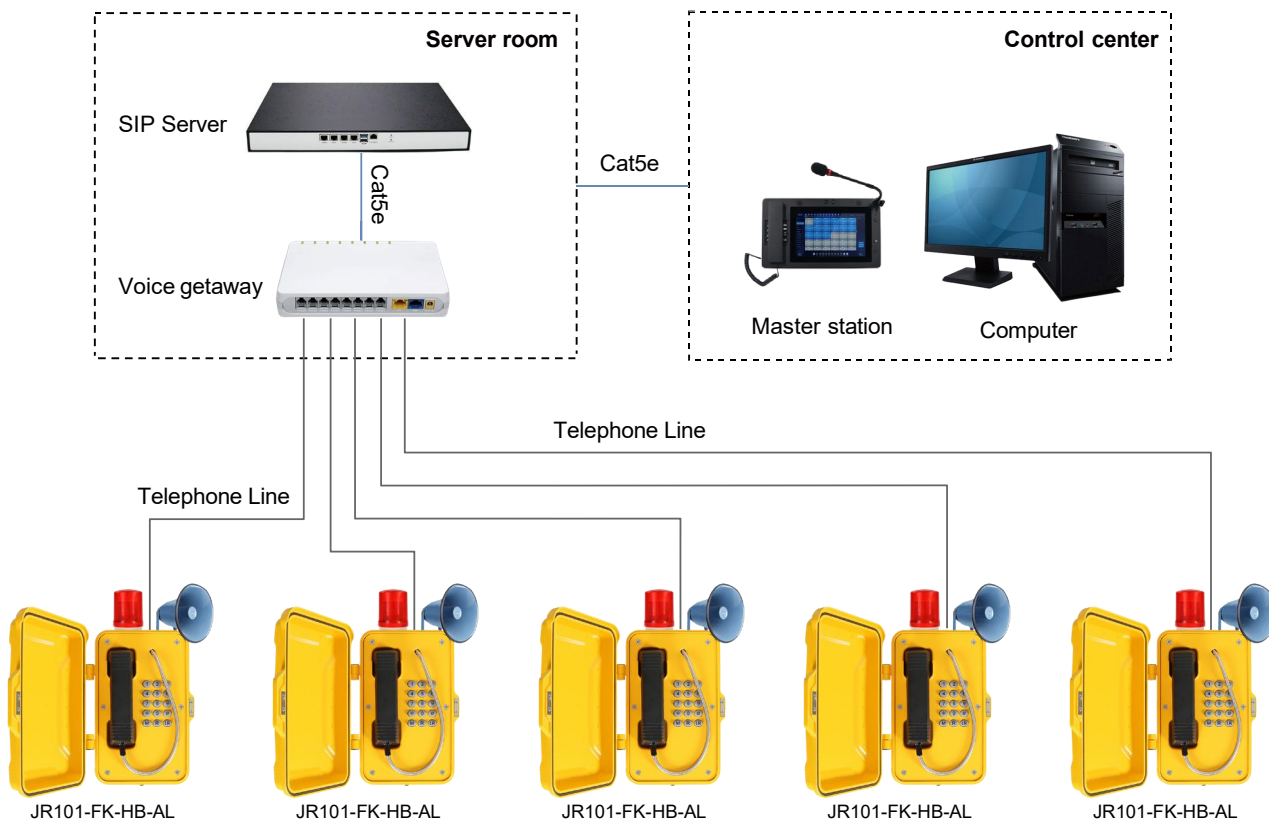 Server room
Control center
SIP Server
Cat5e
Cat5e
Voice getaway
Master station
Computer
Telephone Line
Telephone Line
JR101-FK-HB-AL
JR101-FK-HB-AL
JR101-FK-HB-AL
JR101-FK-HB-AL
JR101-FK-HB-AL